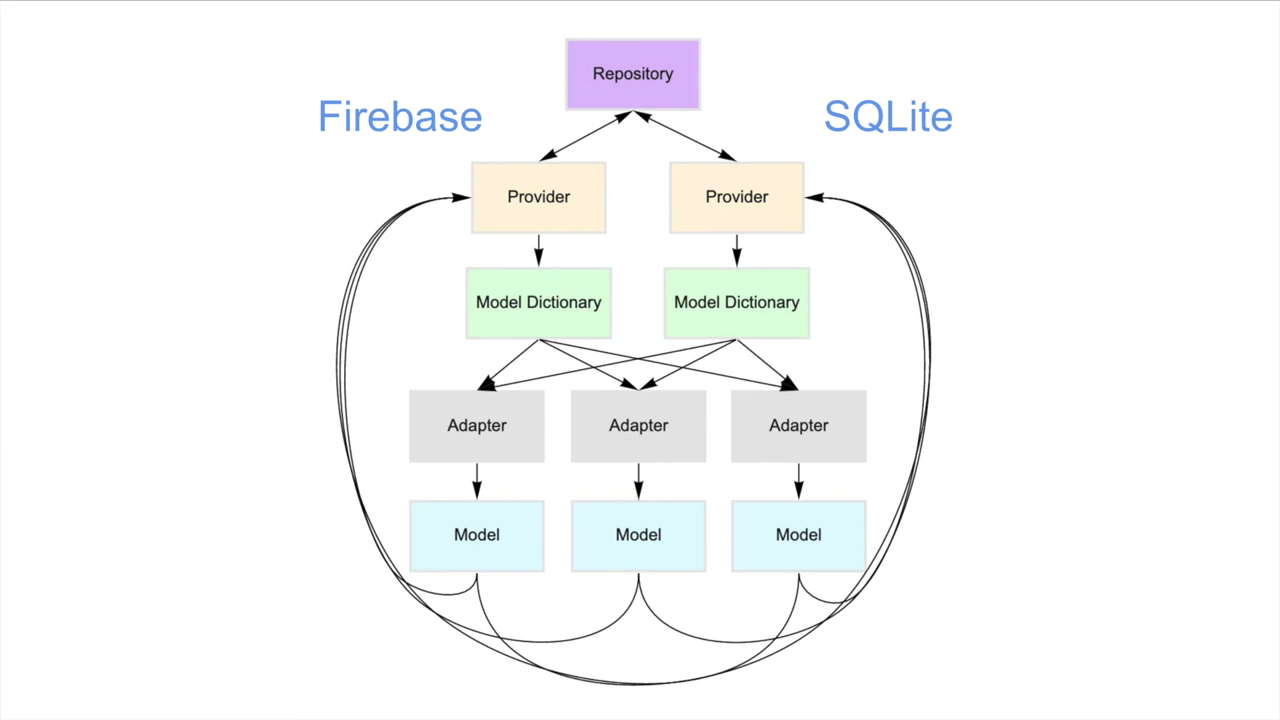 Repository
Firebase
SQLite
Provider
Provider
Model Dictionary
Model Dictionary
Adapter
Adapter
Adapter
Model
Model
Model